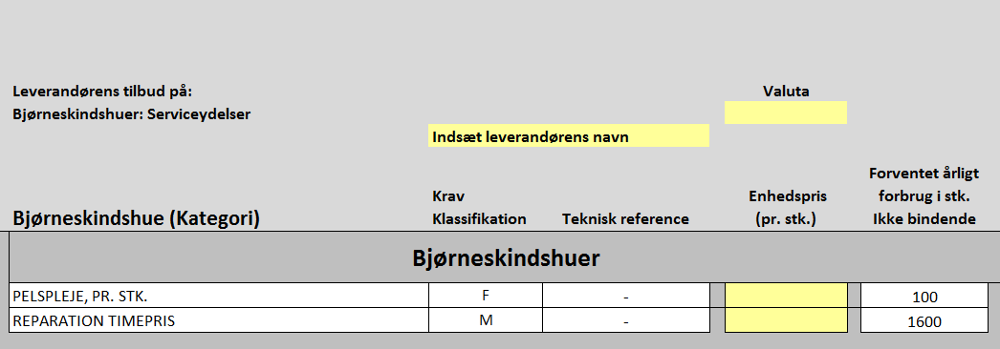 Leverandørens tilbud på:
Valuta
Bjørneskindshuer: Serviceydelser
Indsæt leverandørens navn
Bjørneskindshue (Kategori)
Krav
Klassifikation
Teknisk reference
Enhedspris
(pr. stk.)
Forventet årligt
forbrug i stk.
Ikke bindende
Bjørneskindshuer
PELSPLEJE, PR. STK. F - 100
REPARATION TIMEPRIS M - 1600